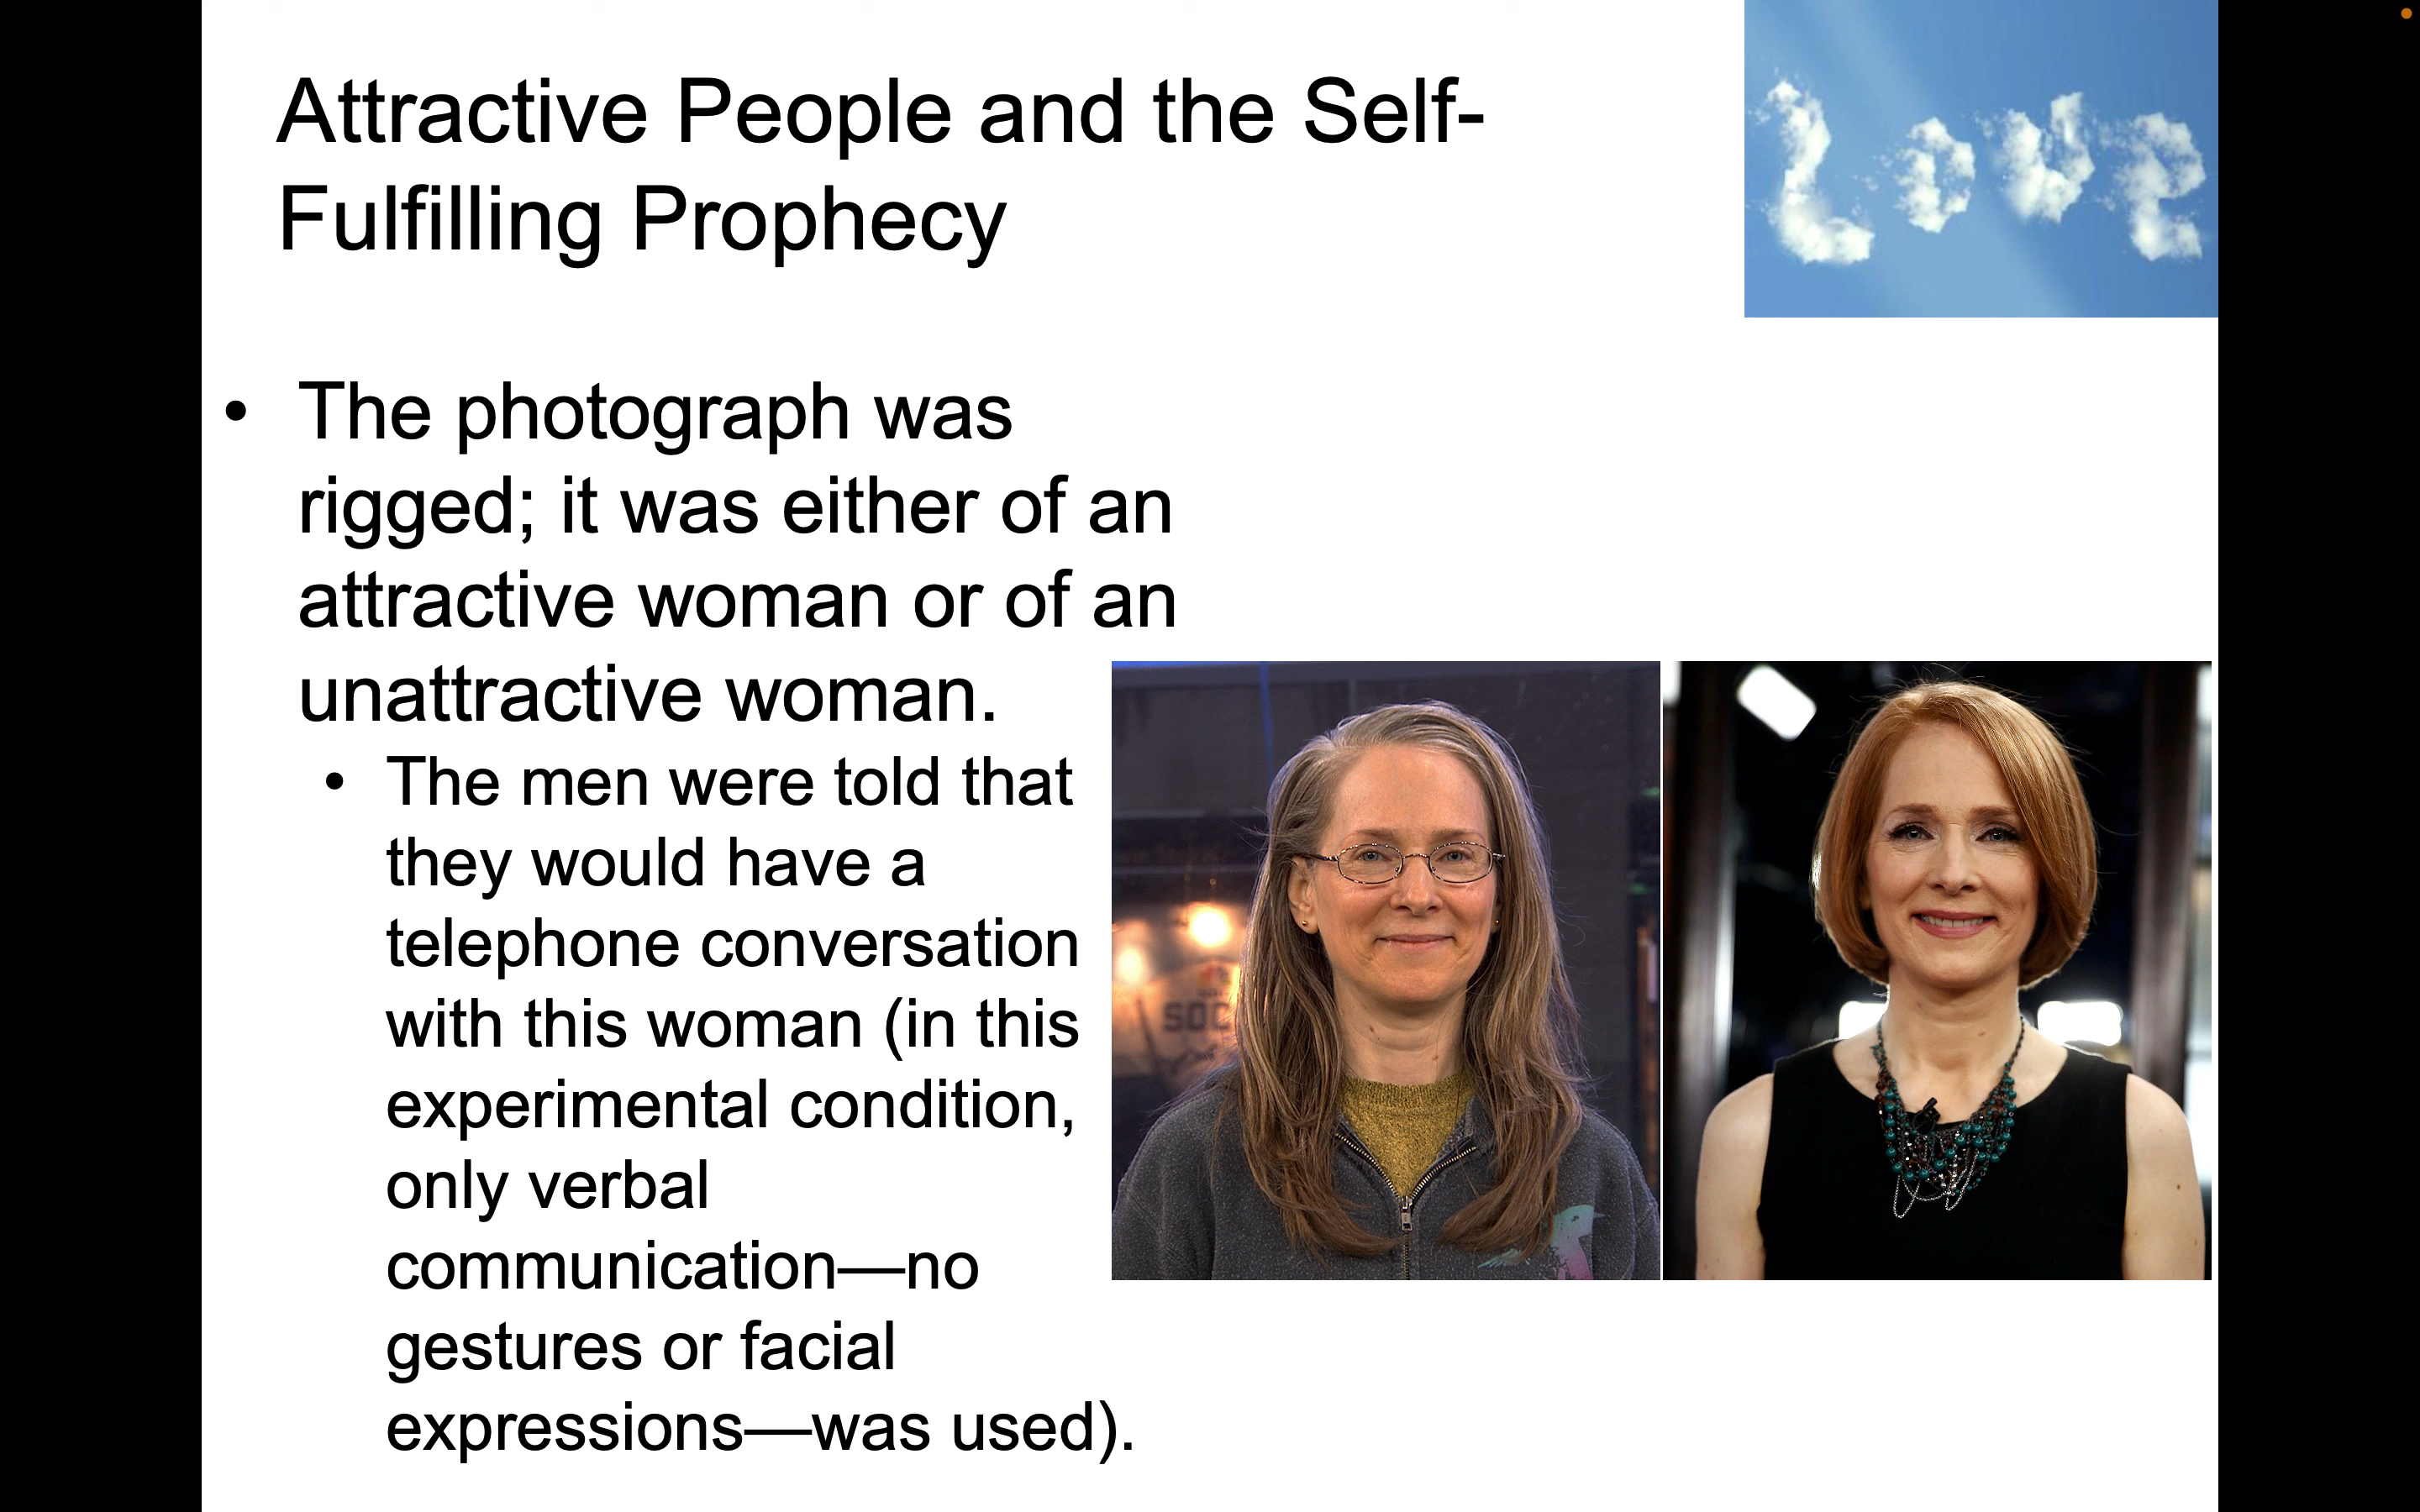 Attractive People and the Self-
Fulfilling Prophecy
Love
• The photograph was
rigged; it was either of an
attractive woman or of an
unattractive woman.
• The men were told that
they would have a
telephone conversation
with this woman (in this
experimental condition,
only verbal
communication—no
gestures or facial
expressions—was used).
SOC